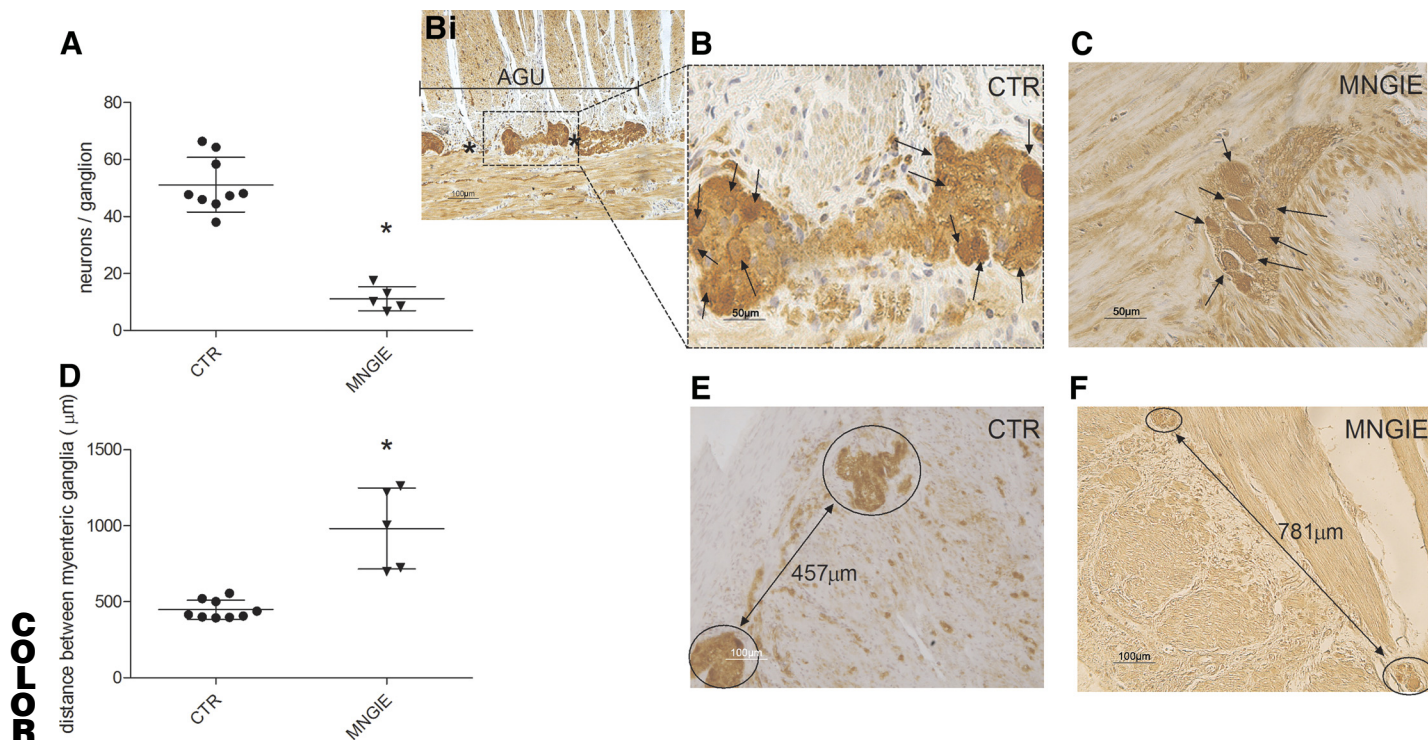 A
neurons / ganglion
80
60
40
20
0
*
CTR
MNGIE
Bi
AGU
*
*
100µm
B
CTR
50µm
C
MNGIE
50µm
D
distance between myenteric ganglia (µm)
1500
1000
500
0
*
CTR
MNGIE
E
CTR
457µm
100µm
F
MNGIE
781µm
100µm
COLOR